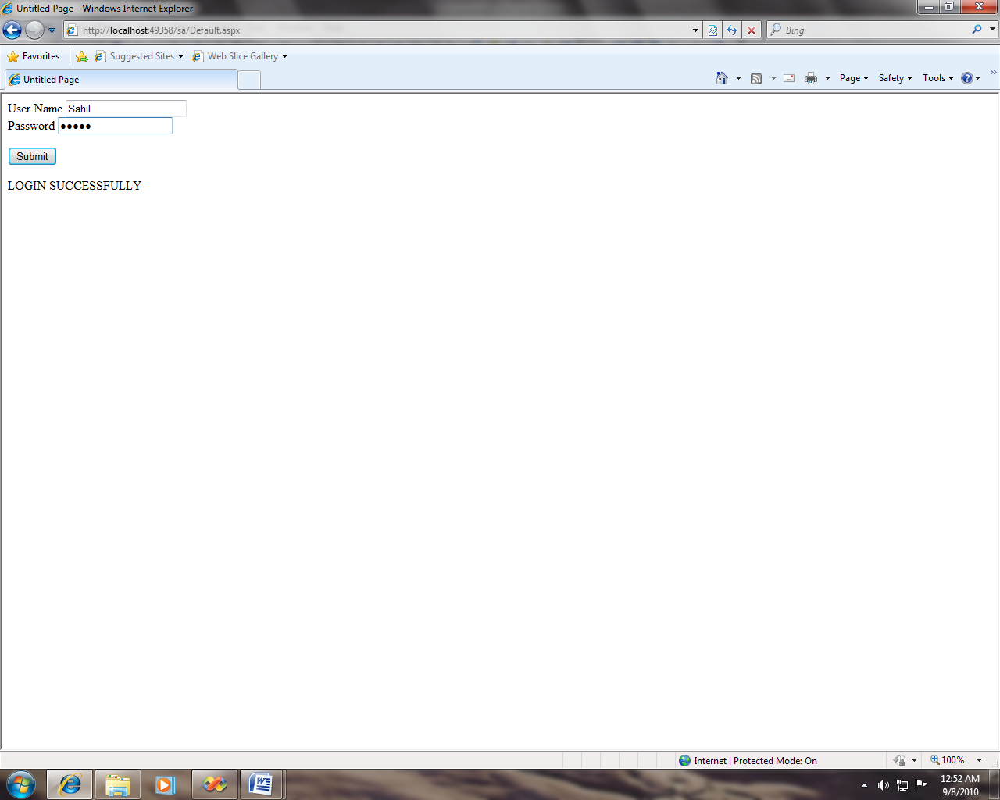 Untitled Page - Windows Internet Explorer
http://localhost:49358/sa/Default.aspx
Bing
Favorites
Suggested Sites
Web Slice Gallery
Untitled Page
Page
Safety
Tools
»
User Name Sahil
Password ●●●●●
Submit
LOGIN SUCCESSFULLY
Internet | Protected Mode: On
100%
12:52 AM
9/8/2010